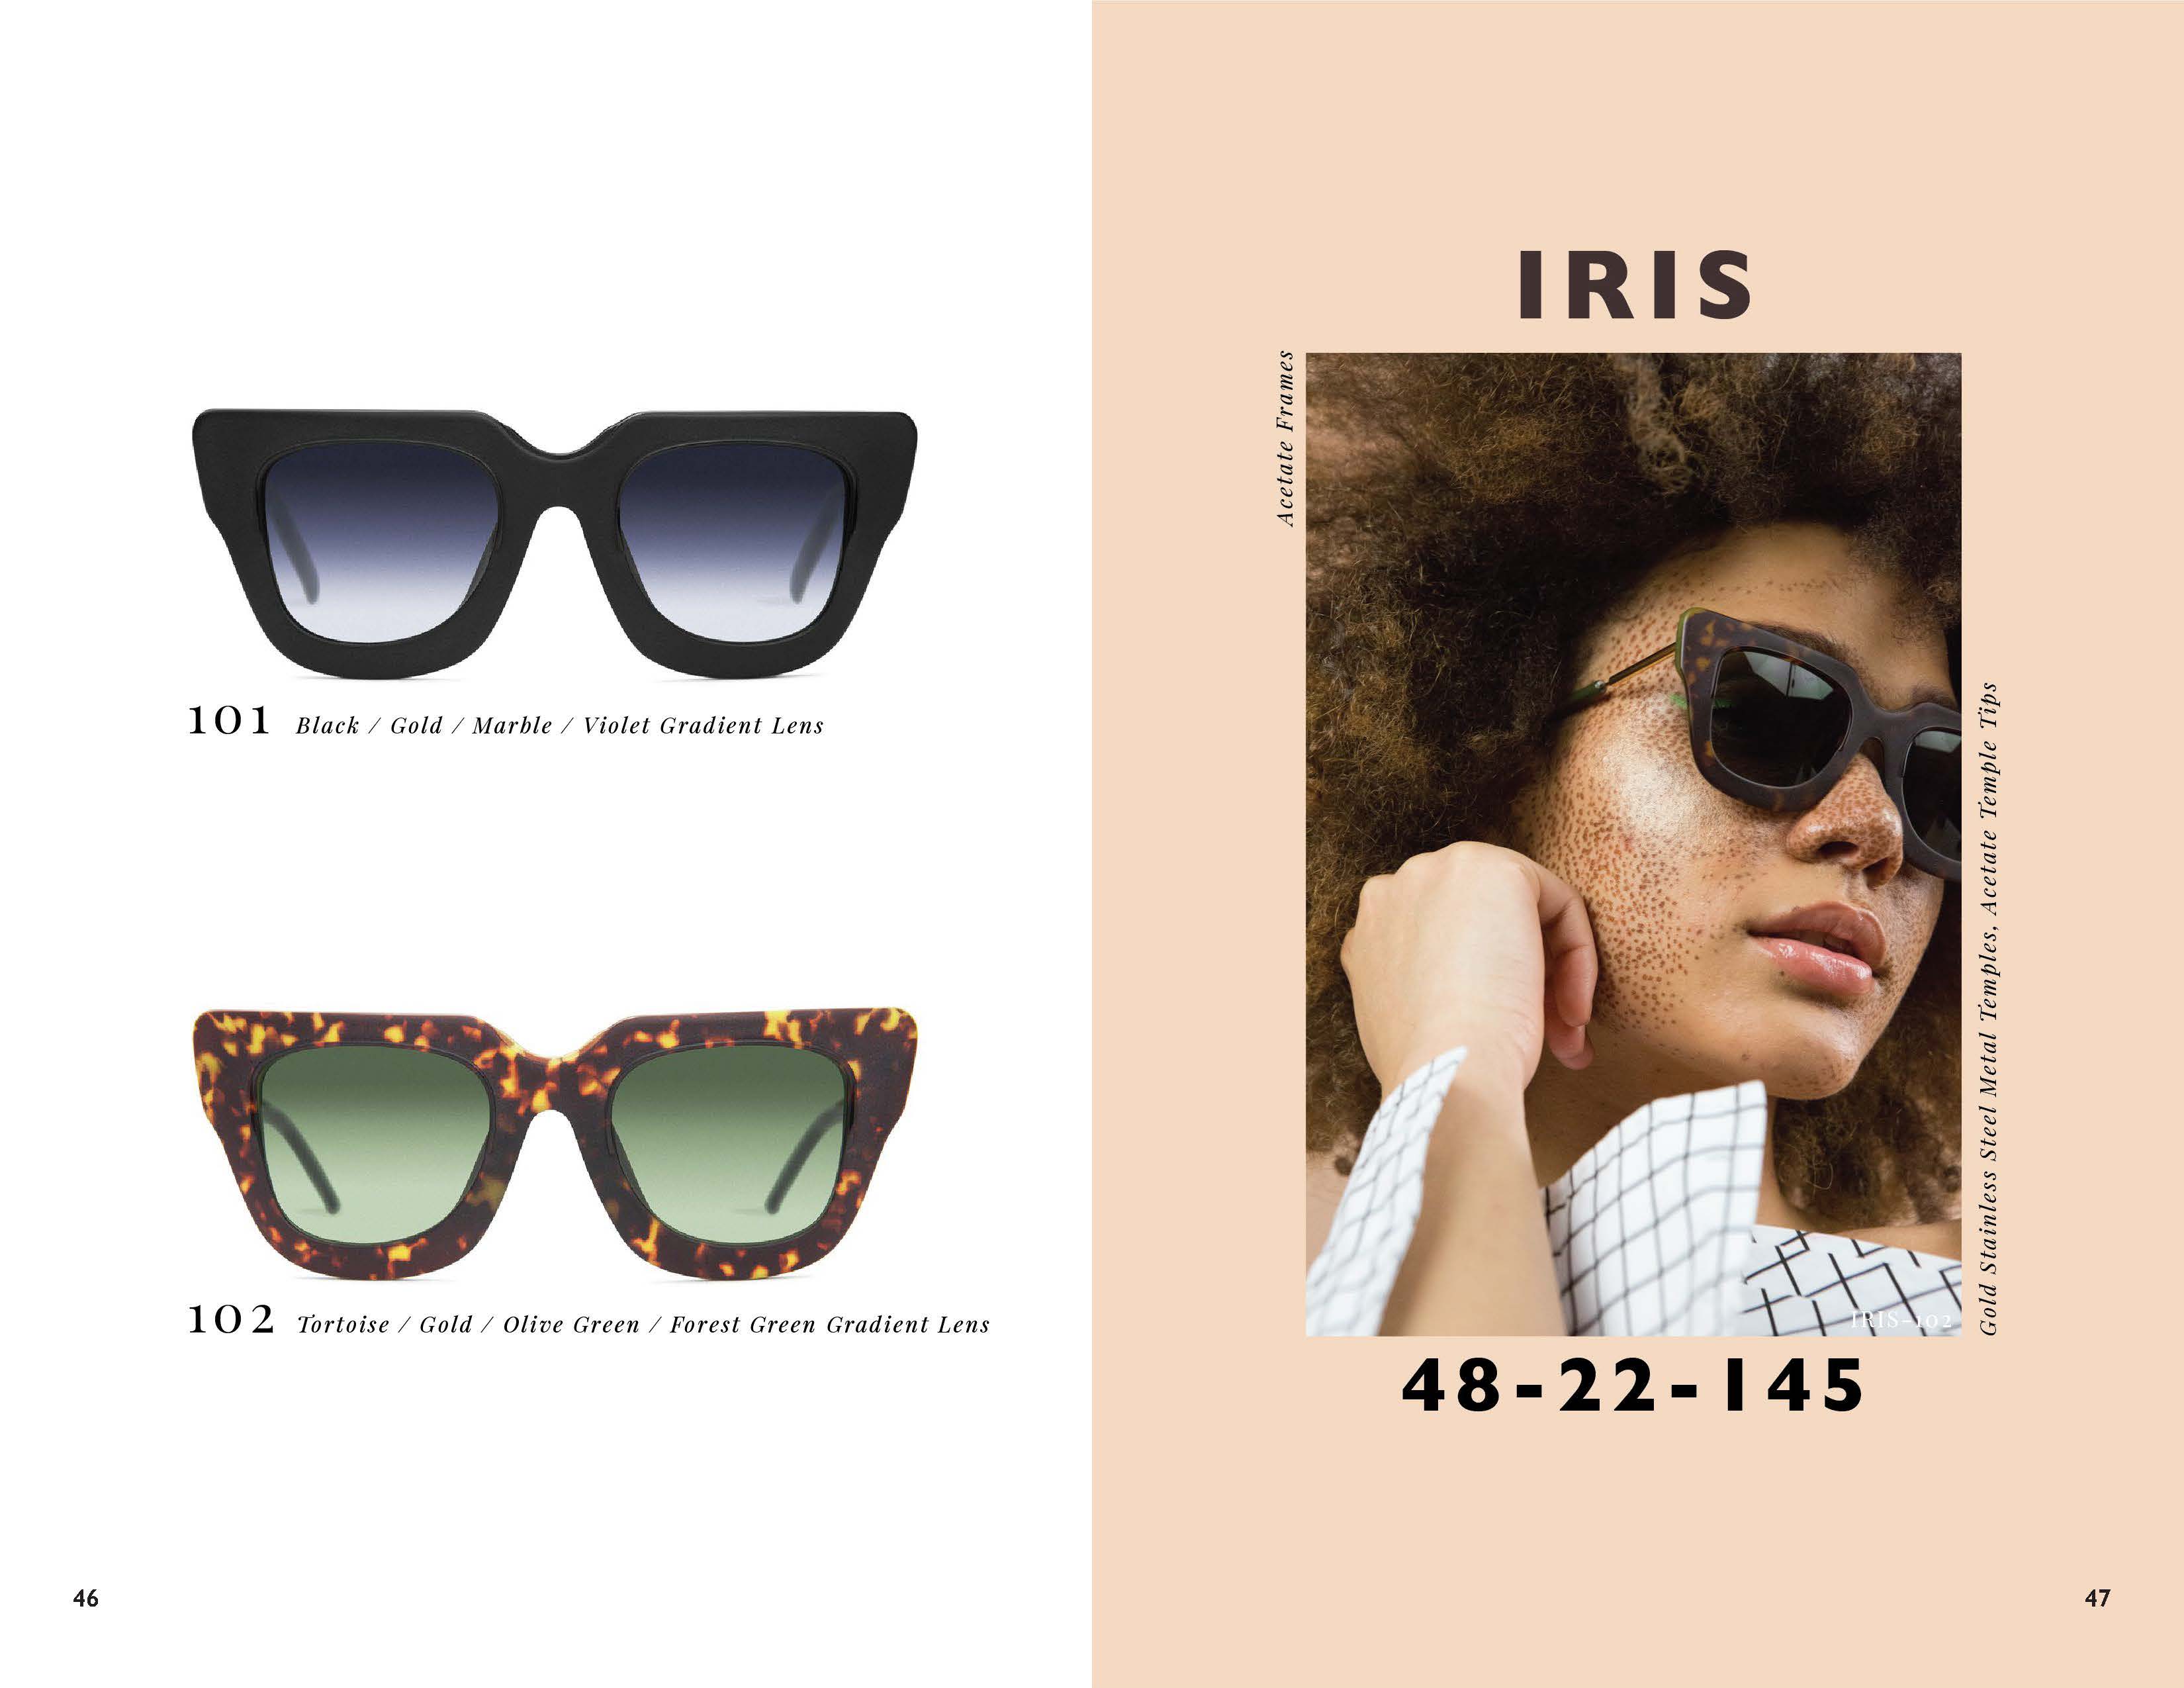 101 Black / Gold / Marble / Violet Gradient Lens
102 Tortoise / Gold / Olive Green / Forest Green Gradient Lens
46
IRIS
Acetate Frames
Gold Stainless Steel Metal Temples, Acetate Temple Tips
IRIS-102
48-22-145
47